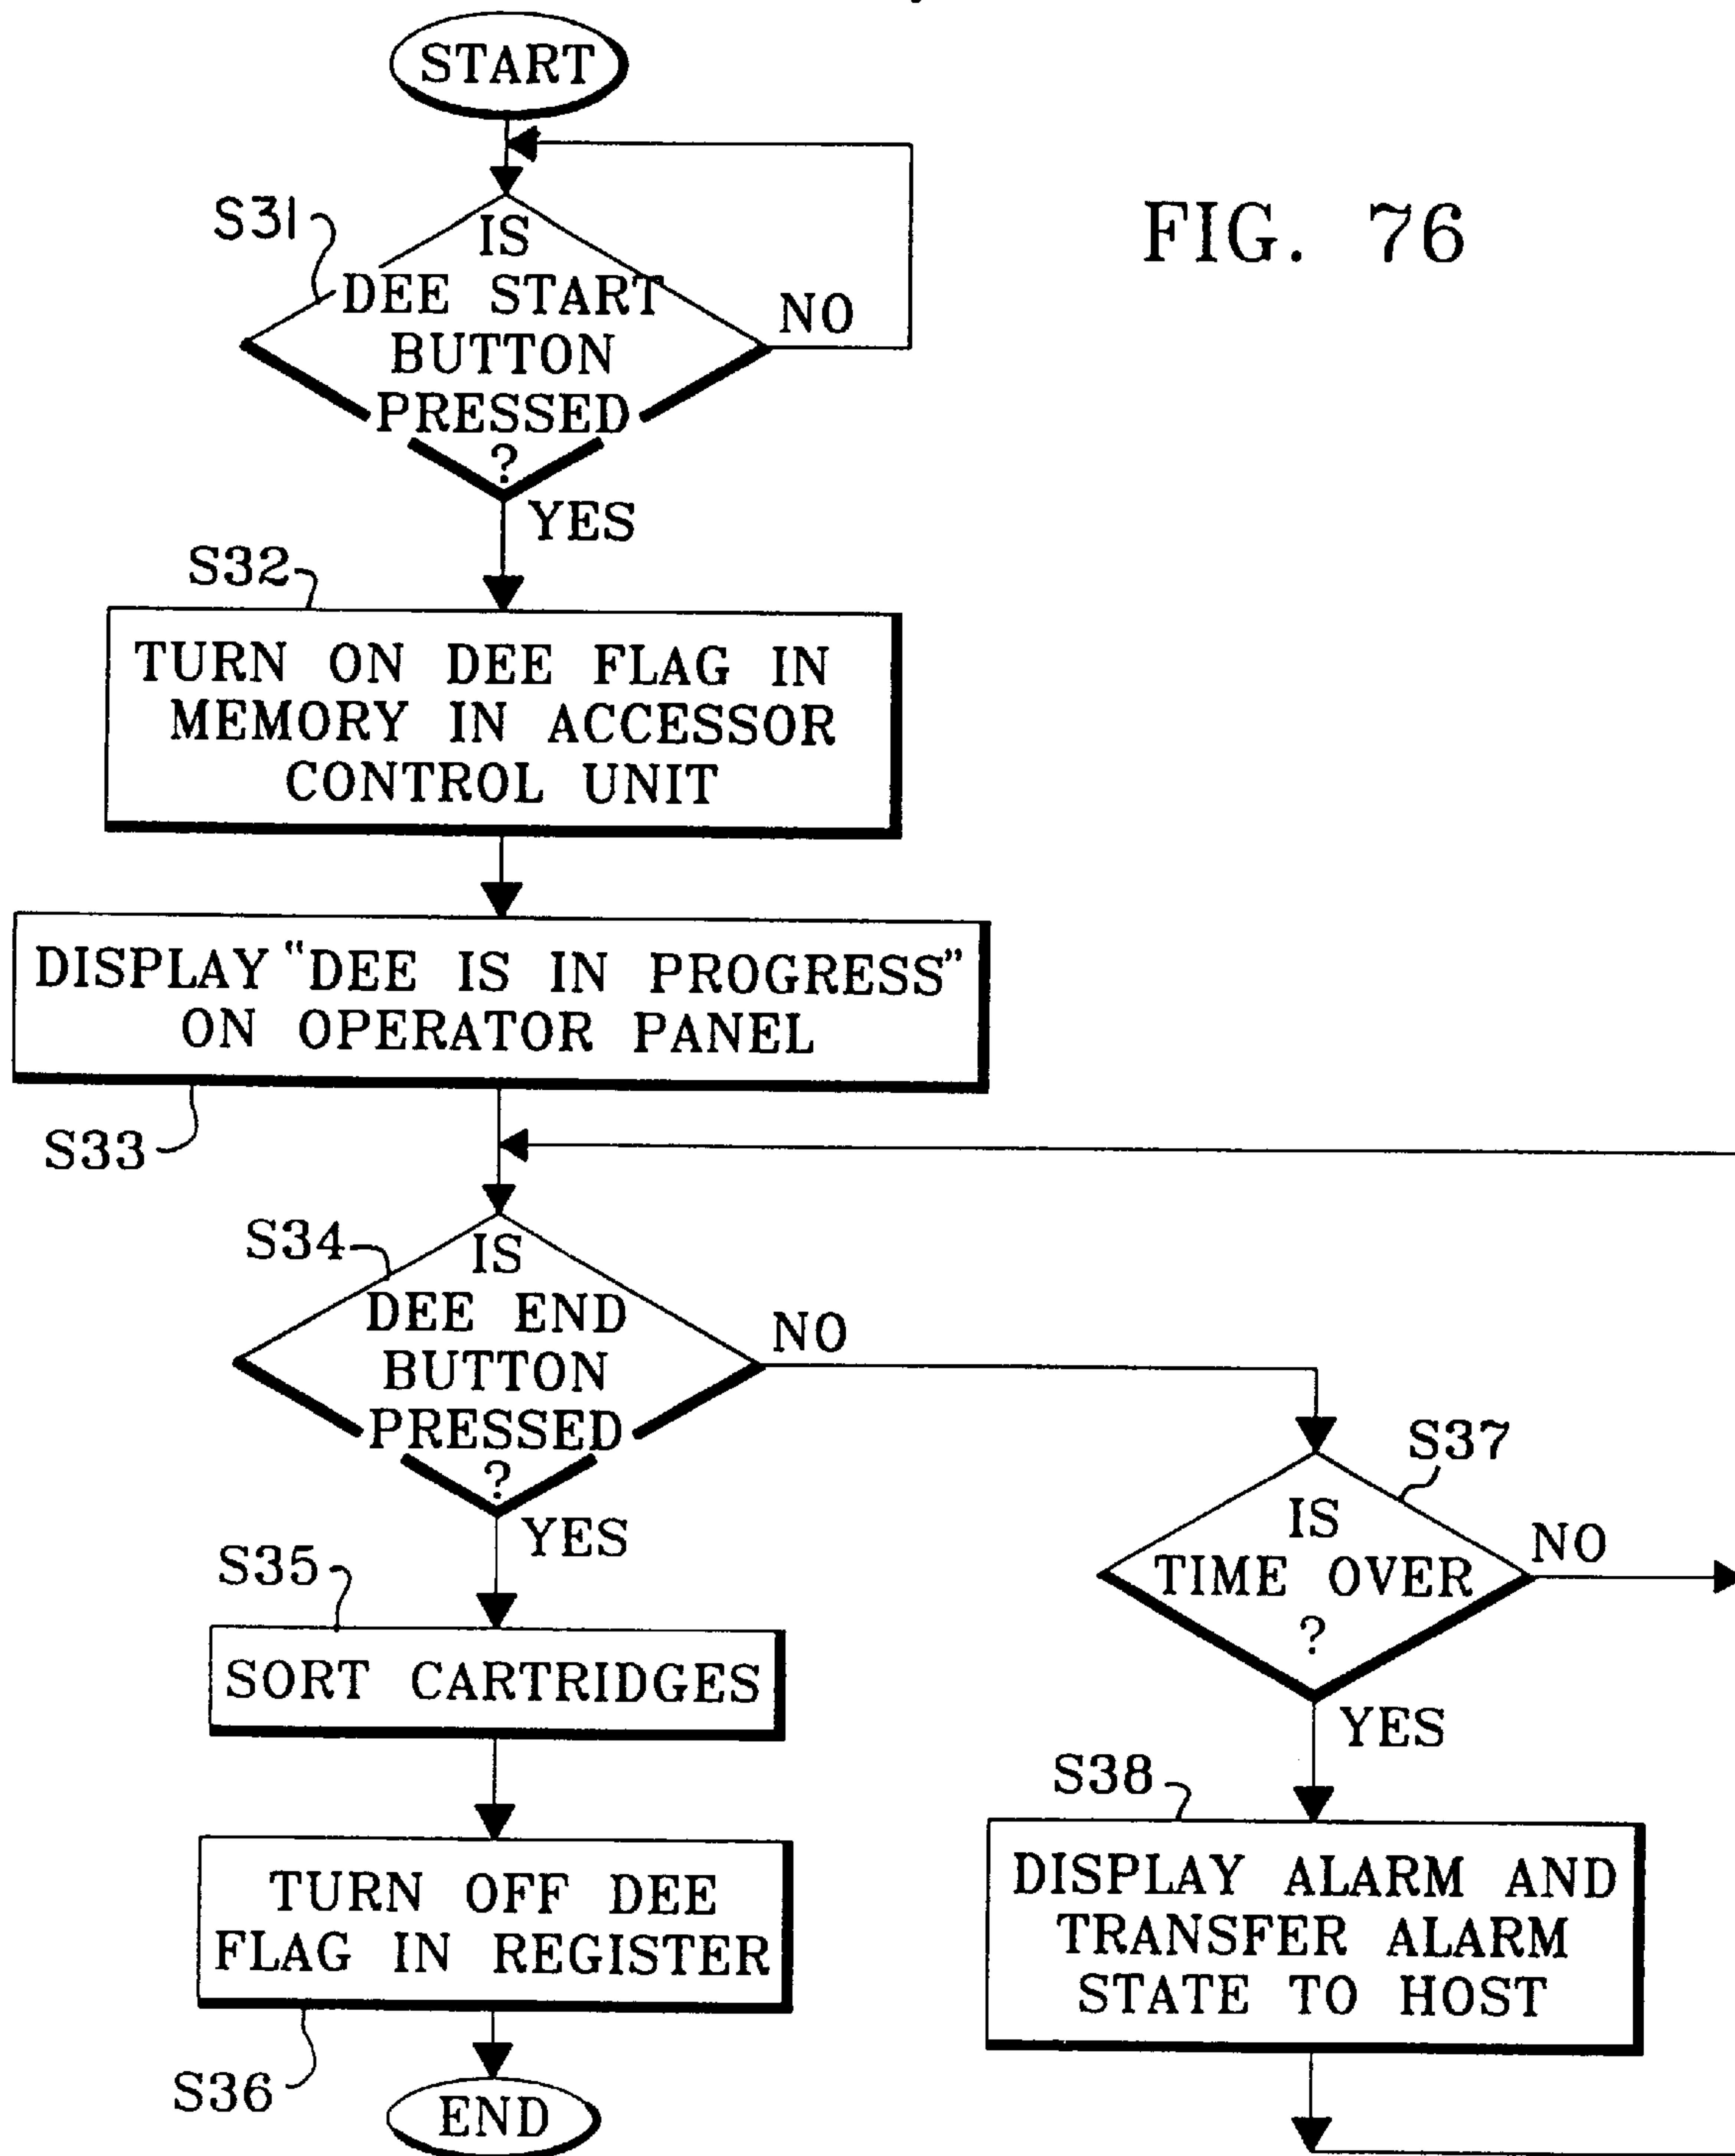 START
FIG. 76
S31
IS
DEE START
BUTTON
PRESSED
?
NO
YES
S32
TURN ON DEE FLAG IN
MEMORY IN ACCESSOR
CONTROL UNIT
DISPLAY "DEE IS IN PROGRESS"
ON OPERATOR PANEL
S33
S34
IS
DEE END
BUTTON
PRESSED
?
NO
YES
S35
SORT CARTRIDGES
TURN OFF DEE
FLAG IN REGISTER
S36
END
S37
IS
TIME OVER
?
NO
YES
S38
DISPLAY ALARM AND
TRANSFER ALARM
STATE TO HOST